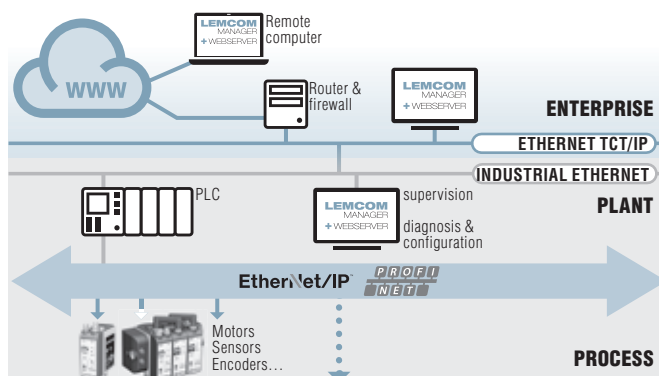 LEMCOM
MANAGER
+ WEBSERVER
Remote
computer
www
Router &
firewall
LEMCOM
MANAGER
+ WEBSERVER
ENTERPRISE
ETHERNET TCT/IP
INDUSTRIAL ETHERNET
PLC
LEMCOM
MANAGER
+ WEBSERVER
supervision
diagnosis &
configuration
PLANT
EtherNet/IP™
PROFI
NET
Motors
Sensors
Encoders...
PROCESS